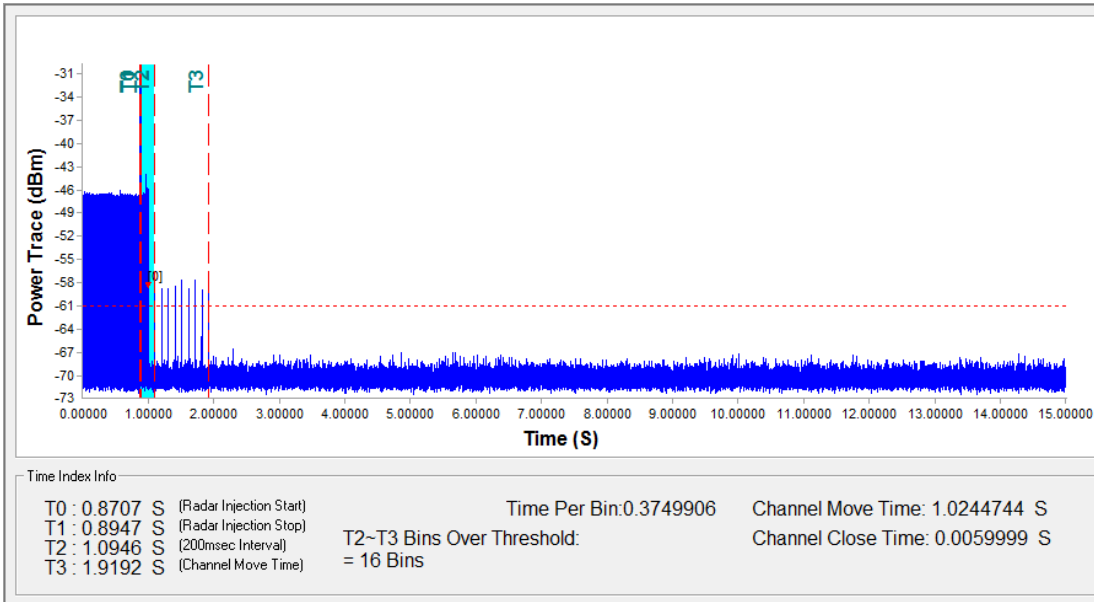 T0 T2 T3
-31
-34
-37
-40
-43
-46
-49
-52
-55
-58
-61
-64
-67
-70
-73
Power Trace (dBm)
[0]
0.00000 1.00000 2.00000 3.00000 4.00000 5.00000 6.00000 7.00000 8.00000 9.00000 10.00000 11.00000 12.00000 13.00000 14.00000 15.00000
Time (S)
Time Index Info
T0 : 0.8707 S (Radar Injection Start)
T1 : 0.8947 S (Radar Injection Stop)
T2 : 1.0946 S (200msec Interval)
T3 : 1.9192 S (Channel Move Time)
Time Per Bin:0.3749906
T2~T3 Bins Over Threshold:
= 16 Bins
Channel Move Time: 1.0244744 S
Channel Close Time: 0.0059999 S